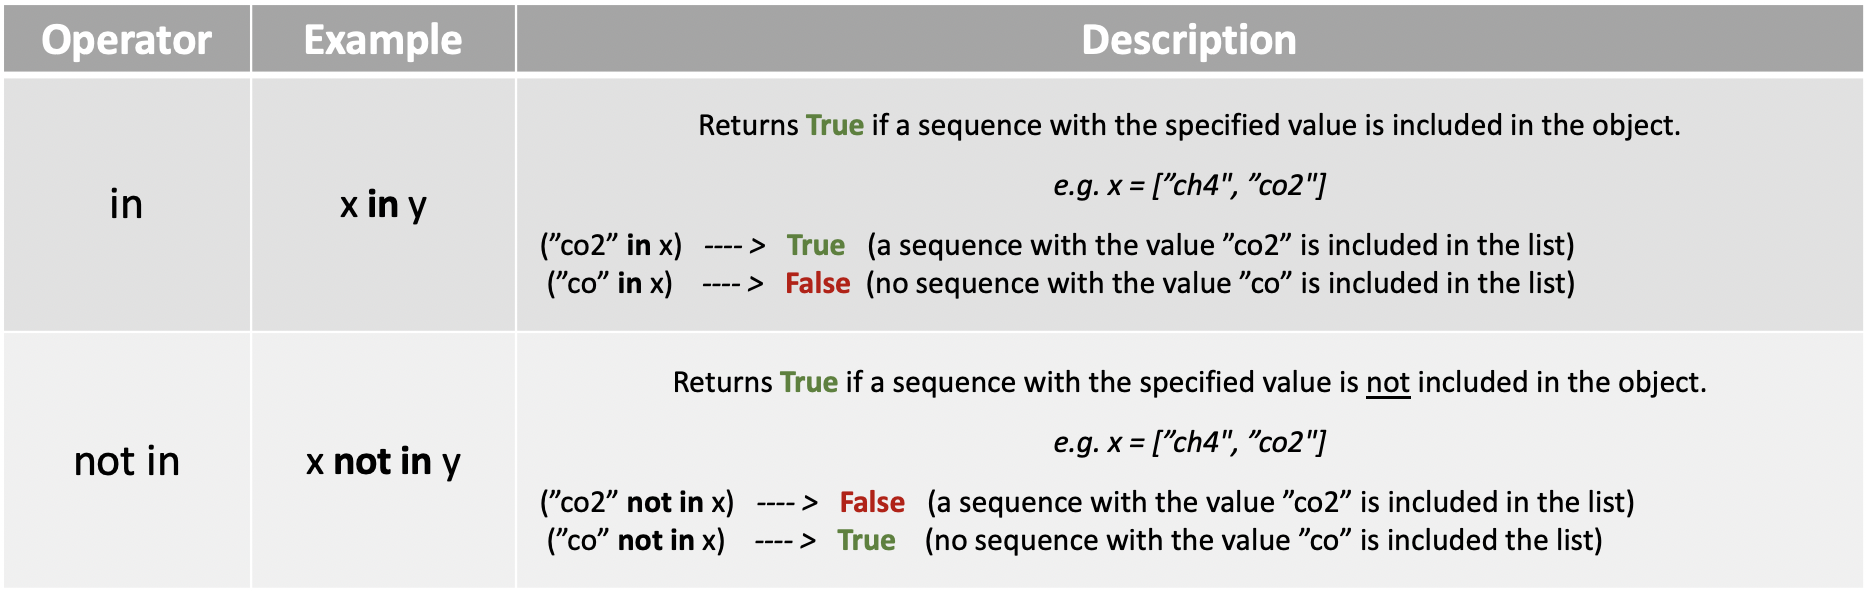 Operator Example Description
Returns True if a sequence with the specified value is included in the object.
e.g. x = [”ch4", ”co2"]
in x in y
(”co2” in x) ---- > True (a sequence with the value ”co2” is included in the list)
(”co” in x) ---- > False (no sequence with the value ”co” is included in the list)
Returns True if a sequence with the specified value is not included in the object.
e.g. x = [”ch4", ”co2"]
not in x not in y
(”co2” not in x) ---- > False (a sequence with the value ”co2” is included in the list)
(”co” not in x) ---- > True (no sequence with the value ”co” is included the list)